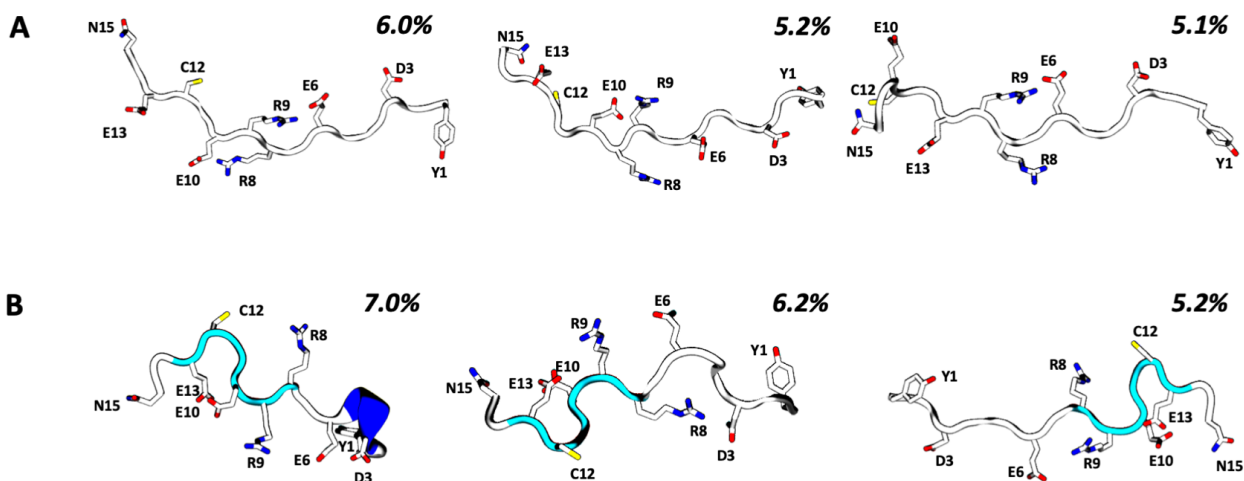 A
6.0%
N15
C12
E13
R9
E6
D3
E10
R8
Y1
5.2%
N15
E13
C12
E10
R9
Y1
E6
D3
R8
5.1%
E10
C12
N15
R9
E6
D3
E13
R8
Y1
B
7.0%
C12
R8
N15
E13
E10
R9
E6
Y1
D3
6.2%
E6
R9
Y1
N15
E13
E10
R8
D3
C12
5.2%
C12
Y1
R8
D3
E6
R9
E13
E10
N15